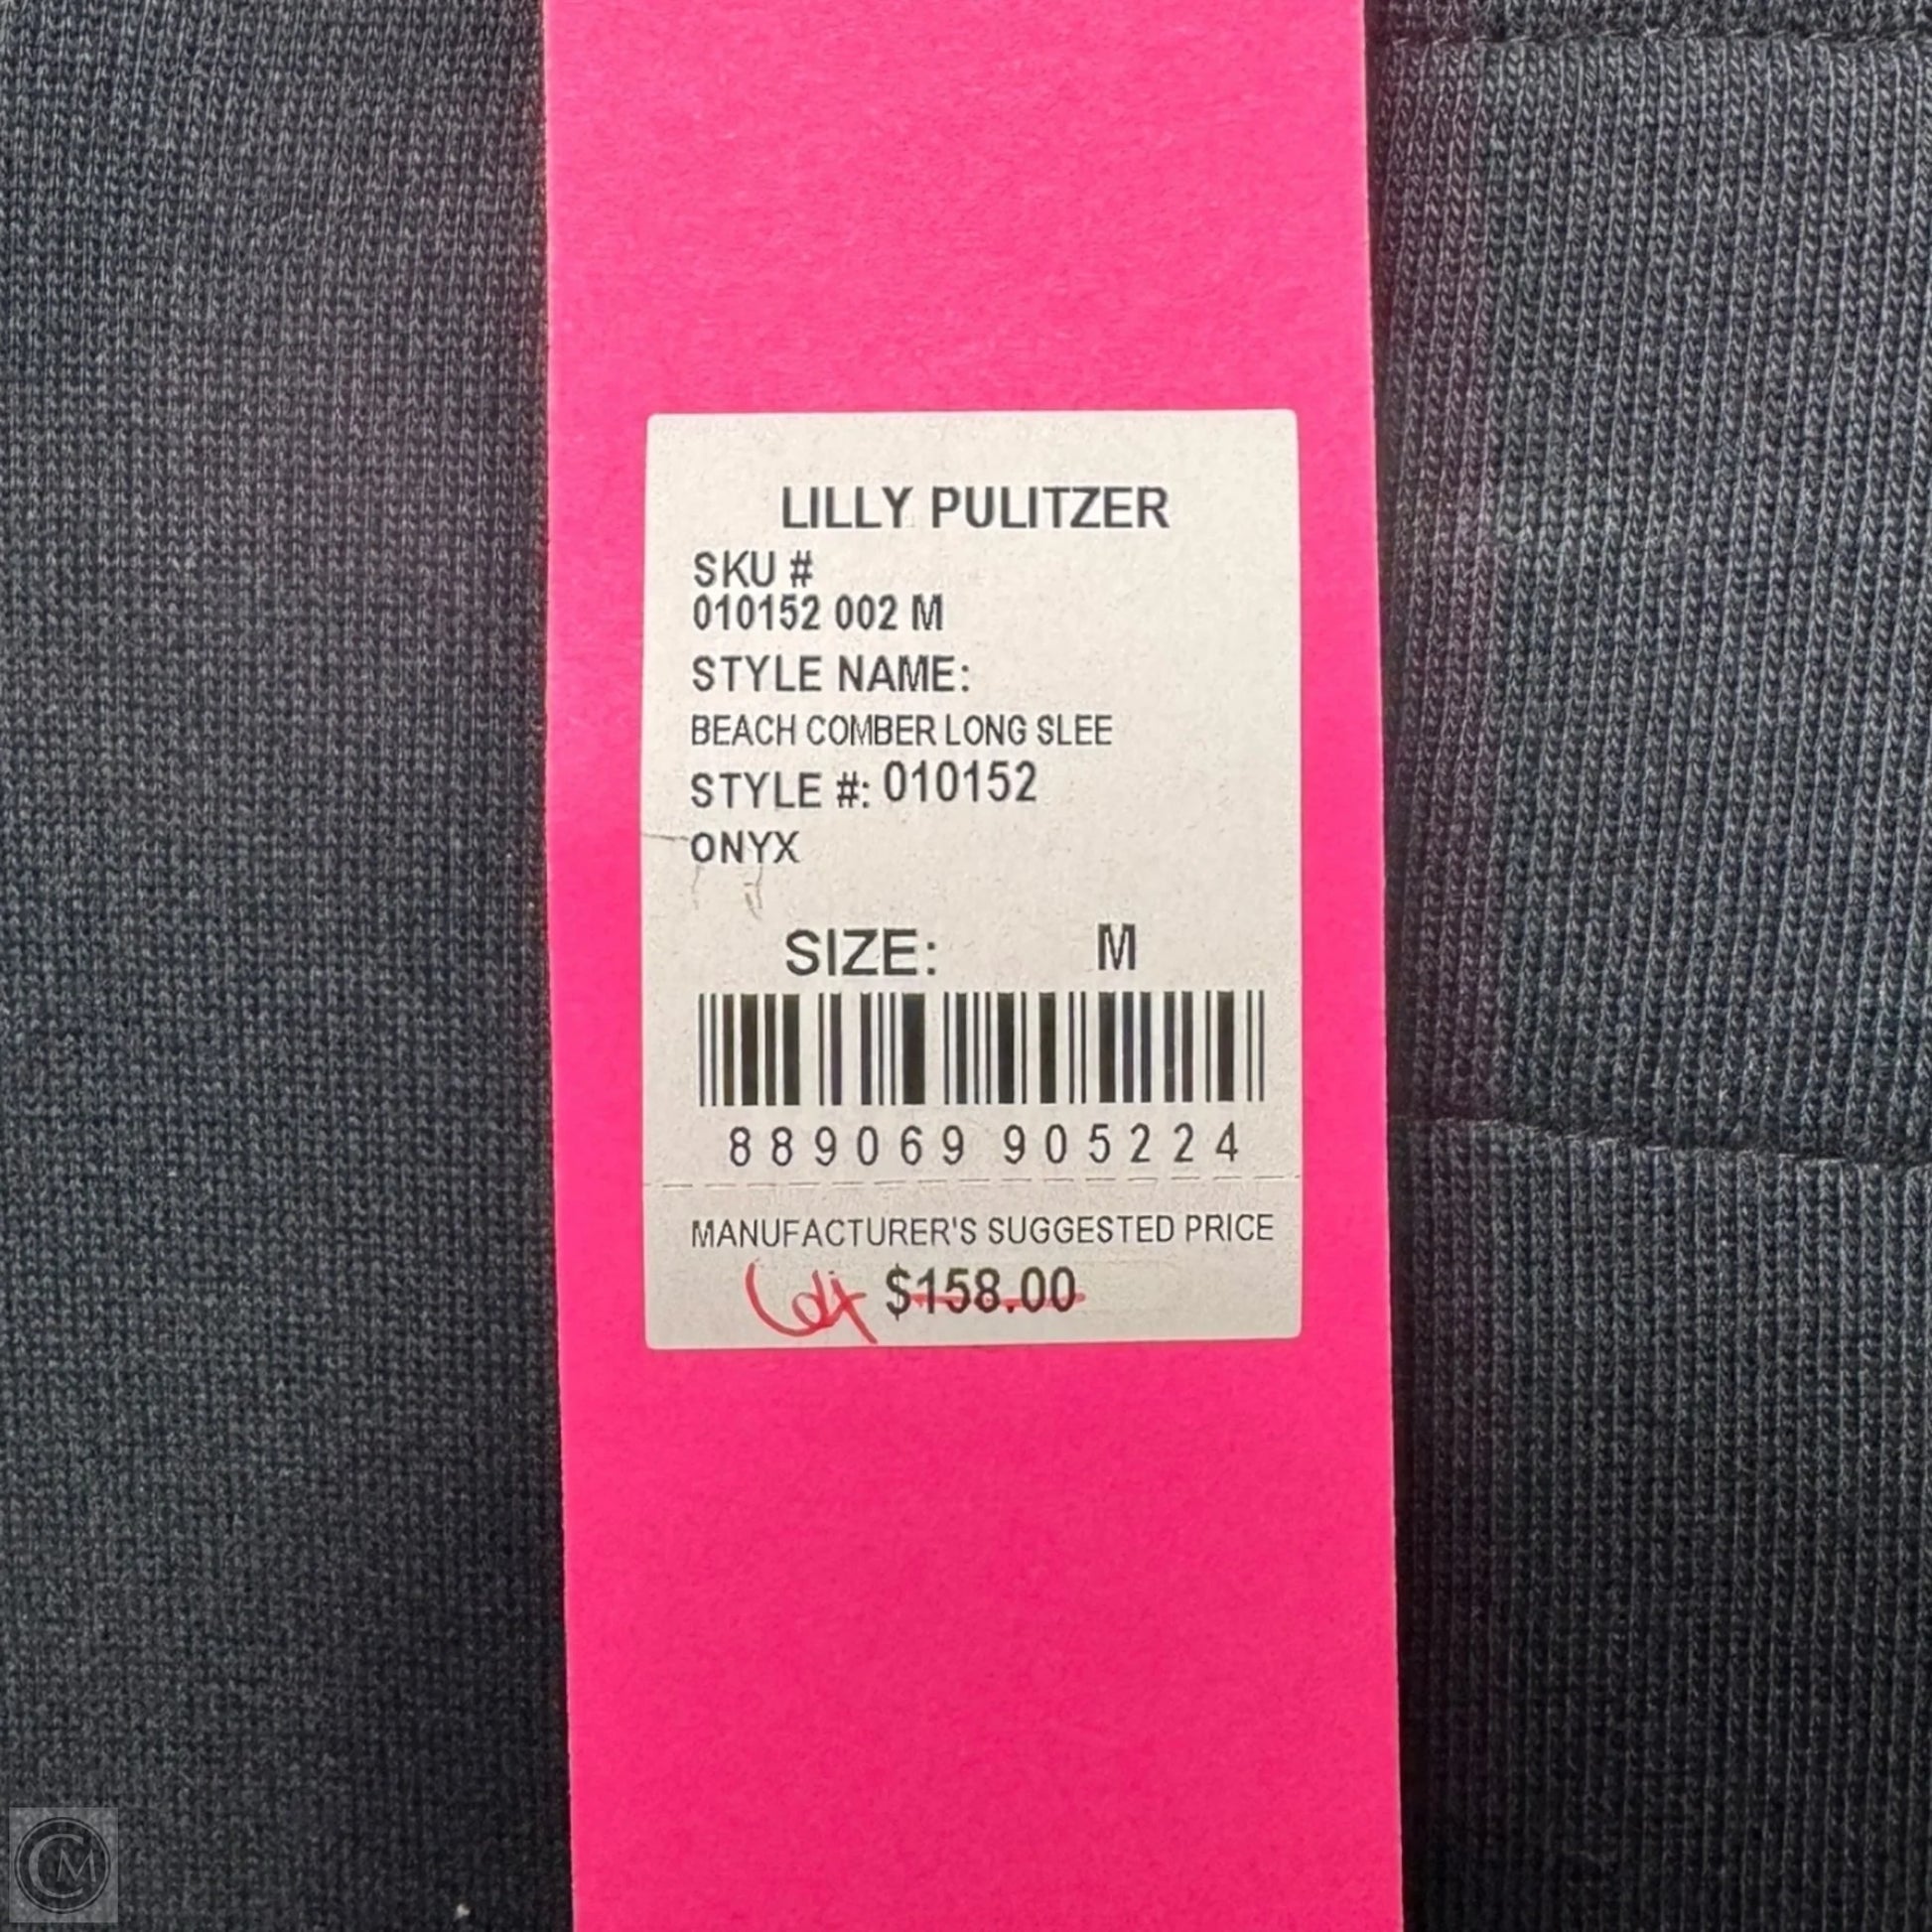 LILLY PULITZER
SKU #
010152 002 M
STYLE NAME:
BEACH COMBER LONG SLEE
STYLE #: 010152
ONYX
SIZE: M
889069 905224
MANUFACTURER'S SUGGESTED PRICE
$158.00
CM